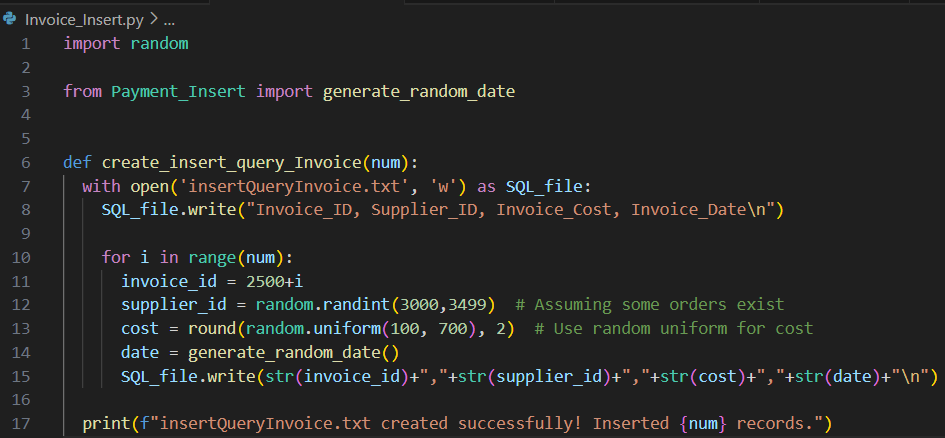 Invoice_Insert.py > ...
1 import random
2
3 from Payment_Insert import generate_random_date
4
5
6 def create_insert_query_Invoice(num):
7 with open('insertQueryInvoice.txt', 'w') as SQL_file:
8 SQL_file.write("Invoice_ID, Supplier_ID, Invoice_Cost, Invoice_Date\n")
9
10 for i in range(num):
11 invoice_id = 2500+i
12 supplier_id = random.randint(3000,3499)  # Assuming some orders exist
13 cost = round(random.uniform(100, 700), 2)  # Use random uniform for cost
14 date = generate_random_date()
15 SQL_file.write(str(invoice_id)+","+str(supplier_id)+","+str(cost)+","+str(date)+"\n")
16
17 print(f"insertQueryInvoice.txt created successfully! Inserted {num} records.")